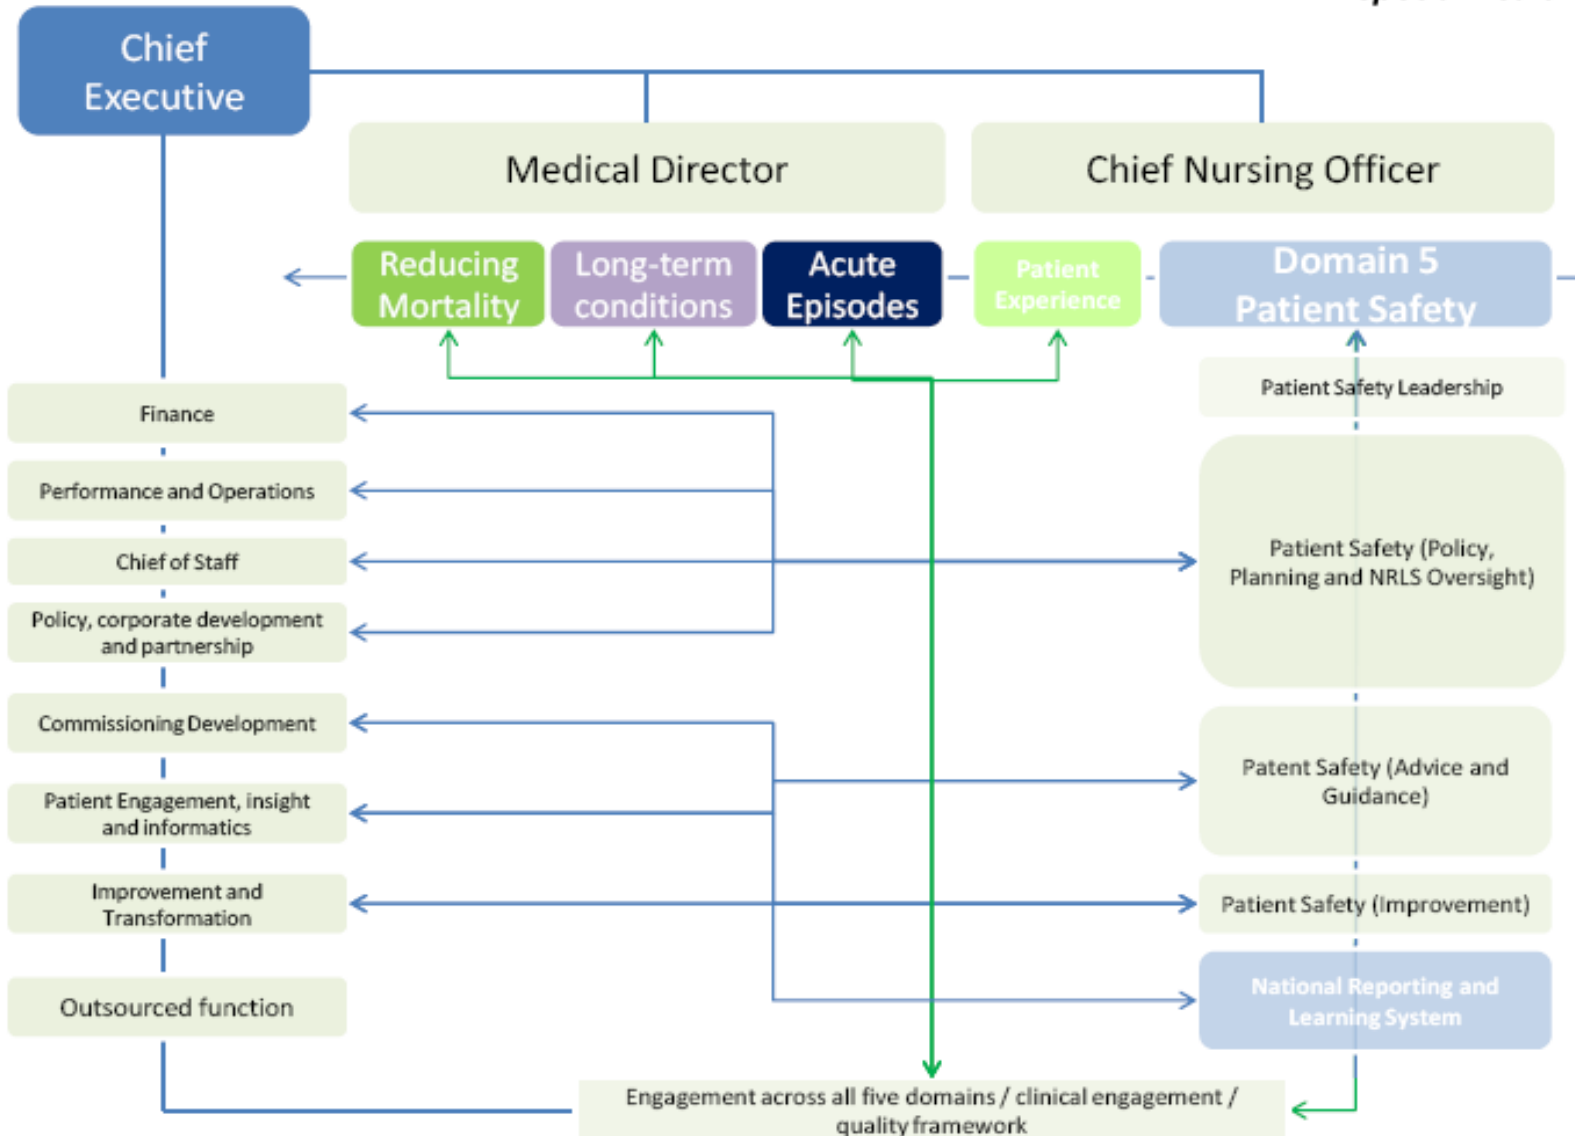 Chief
Executive
Medical Director
Chief Nursing Officer
Reducing
Mortality
Long-term
conditions
Acute
Episodes
Patient
Experience
Domain 5
Patient Safety
Patient Safety Leadership
Finance
Performance and Operations
Chief of Staff
Patient Safety (Policy,
Planning and NRLS Oversight)
Policy, corporate development
and partnership
Commissioning Development
Patent Safety (Advice and
Guidance)
Patient Engagement, insight
and informatics
Improvement and
Transformation
Patient Safety (Improvement)
Outsourced function
National Reporting and
Learning System
Engagement across all five domains / clinical engagement /
quality framework